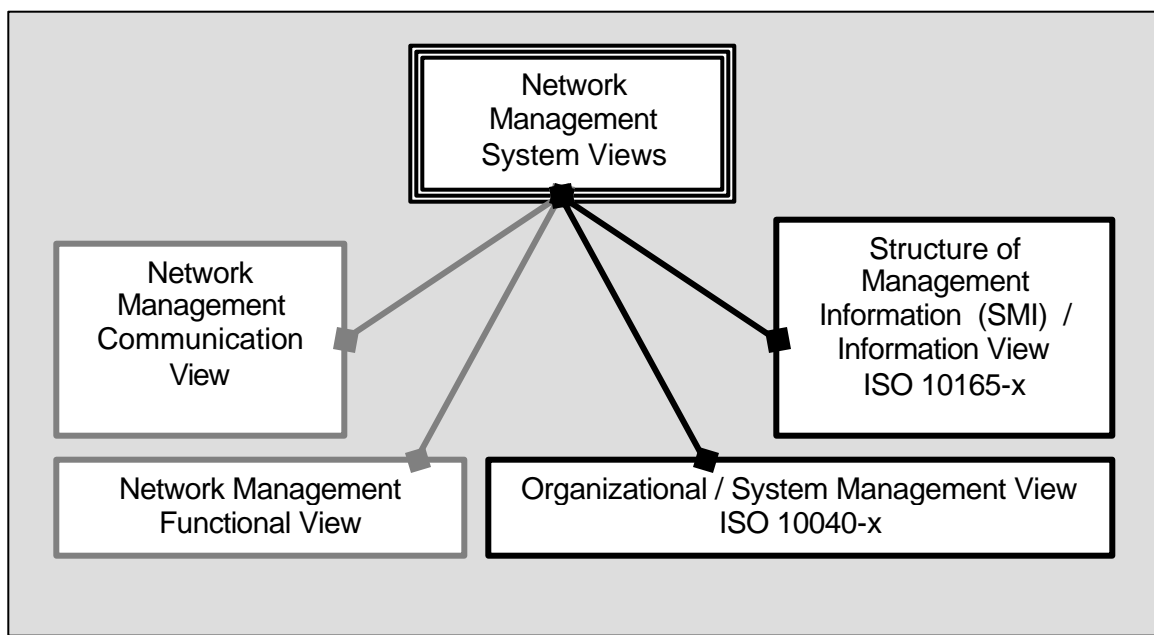 Network
Management
System Views
Network
Management
Communication
View
Structure of
Management
Information (SMI) /
Information View
ISO 10165-x
Network Management
Functional View
Organizational / System Management View
ISO 10040-x